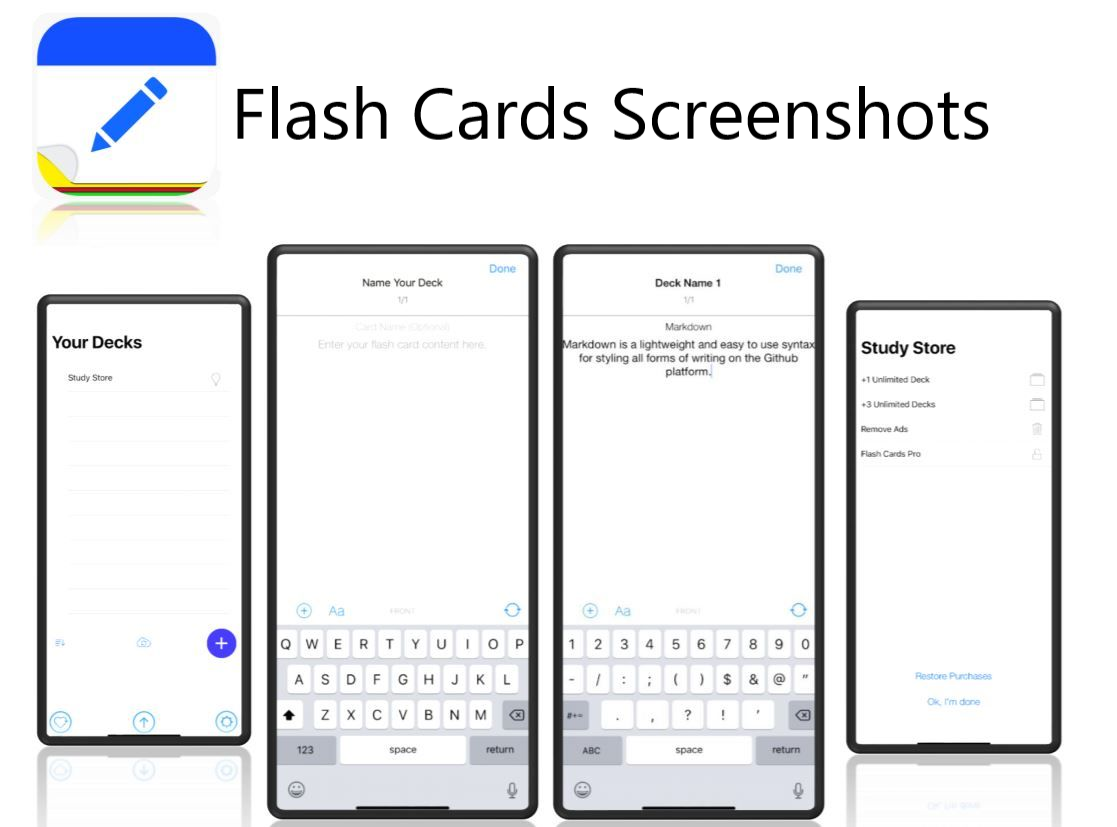 Flash Cards Screenshots
Your Decks
Study Store
Done
Name Your Deck
1/1
Card Name (Optional)
Enter your flash card content here.
Aa
FRONT
Q W E R T Y U I O P
A S D F G H J K L
Z X C V B N M
123 space return
Done
Deck Name 1
1/1
Markdown
Markdown is a lightweight and easy to use syntax
for styling all forms of writing on the Github
platform.
Aa
FRONT
1 2 3 4 5 6 7 8 9 0
- / : ; ( ) $ & @ "
#+= . , ? ! '
ABC space return
Study Store
+1 Unlimited Deck
+3 Unlimited Decks
Remove Ads
Flash Cards Pro
Restore Purchases
Ok, I'm done